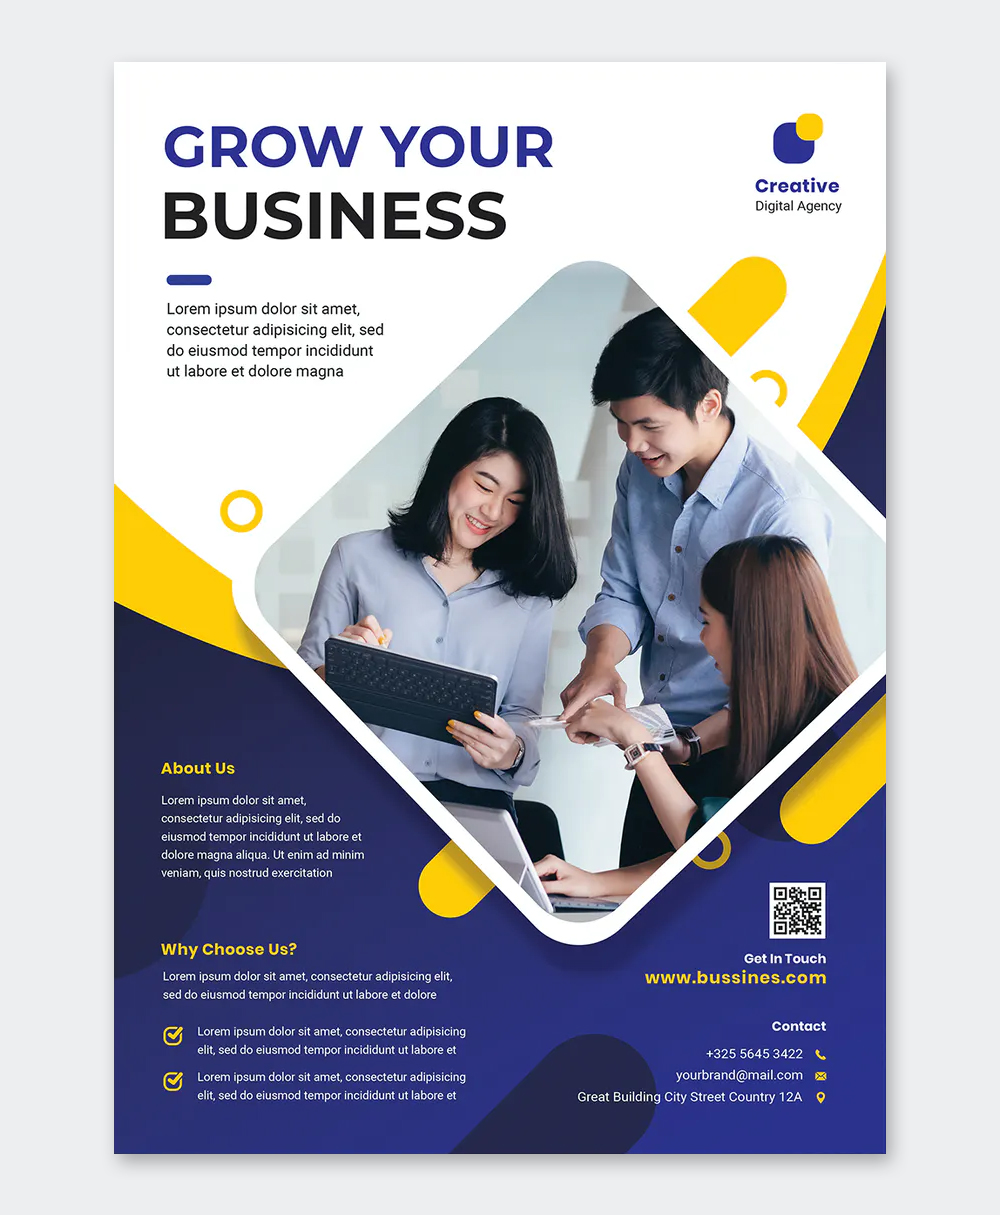 GROW YOUR
BUSINESS
Creative
Digital Agency
Lorem ipsum dolor sit amet,
consectetur adipisicing elit, sed
do eiusmod tempor incididunt
ut labore et dolore magna
About Us
Lorem ipsum dolor sit amet,
consectetur adipisicing elit, sed do
eiusmod tempor incididunt ut labore et
dolore magna aliqua. Ut enim ad minim
veniam, quis nostrud exercitation
Why Choose Us?
Lorem ipsum dolor sit amet, consectetur adipisicing elit,
sed do eiusmod tempor incididunt ut labore et dolore
Lorem ipsum dolor sit amet, consectetur adipisicing
elit, sed do eiusmod tempor incididunt ut labore et
Lorem ipsum dolor sit amet, consectetur adipisicing
elit, sed do eiusmod tempor incididunt ut labore et
Get In Touch
www.bussines.com
Contact
+325 5645 3422
yourbrand@mail.com
Great Building City Street Country 12A